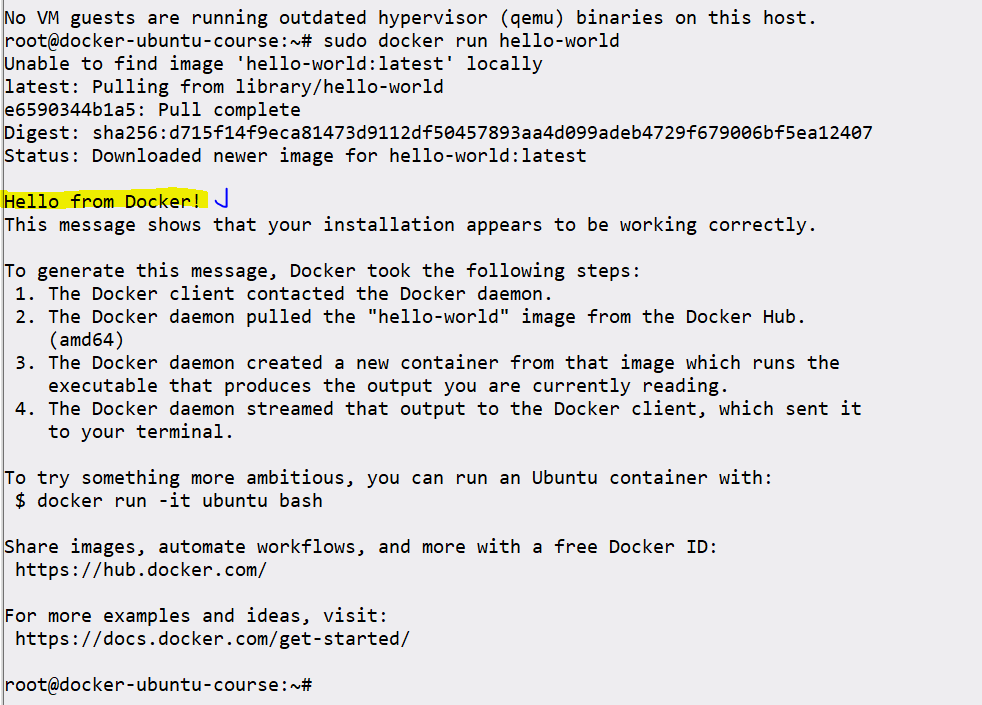 No VM guests are running outdated hypervisor (qemu) binaries on this host.
root@docker-ubuntu-course:~# sudo docker run hello-world
Unable to find image 'hello-world:latest' locally
latest: Pulling from library/hello-world
e6590344b1a5: Pull complete
Digest: sha256:d715f14f9eca81473d9112df50457893aa4d099adeb4729f679006bf5ea12407
Status: Downloaded newer image for hello-world:latest
Hello from Docker!
This message shows that your installation appears to be working correctly.
To generate this message, Docker took the following steps:
1. The Docker client contacted the Docker daemon.
2. The Docker daemon pulled the "hello-world" image from the Docker Hub.
(amd64)
3. The Docker daemon created a new container from that image which runs the
executable that produces the output you are currently reading.
4. The Docker daemon streamed that output to the Docker client, which sent it
to your terminal.
To try something more ambitious, you can run an Ubuntu container with:
$ docker run -it ubuntu bash
Share images, automate workflows, and more with a free Docker ID:
https://hub.docker.com/
For more examples and ideas, visit:
https://docs.docker.com/get-started/
root@docker-ubuntu-course:~#